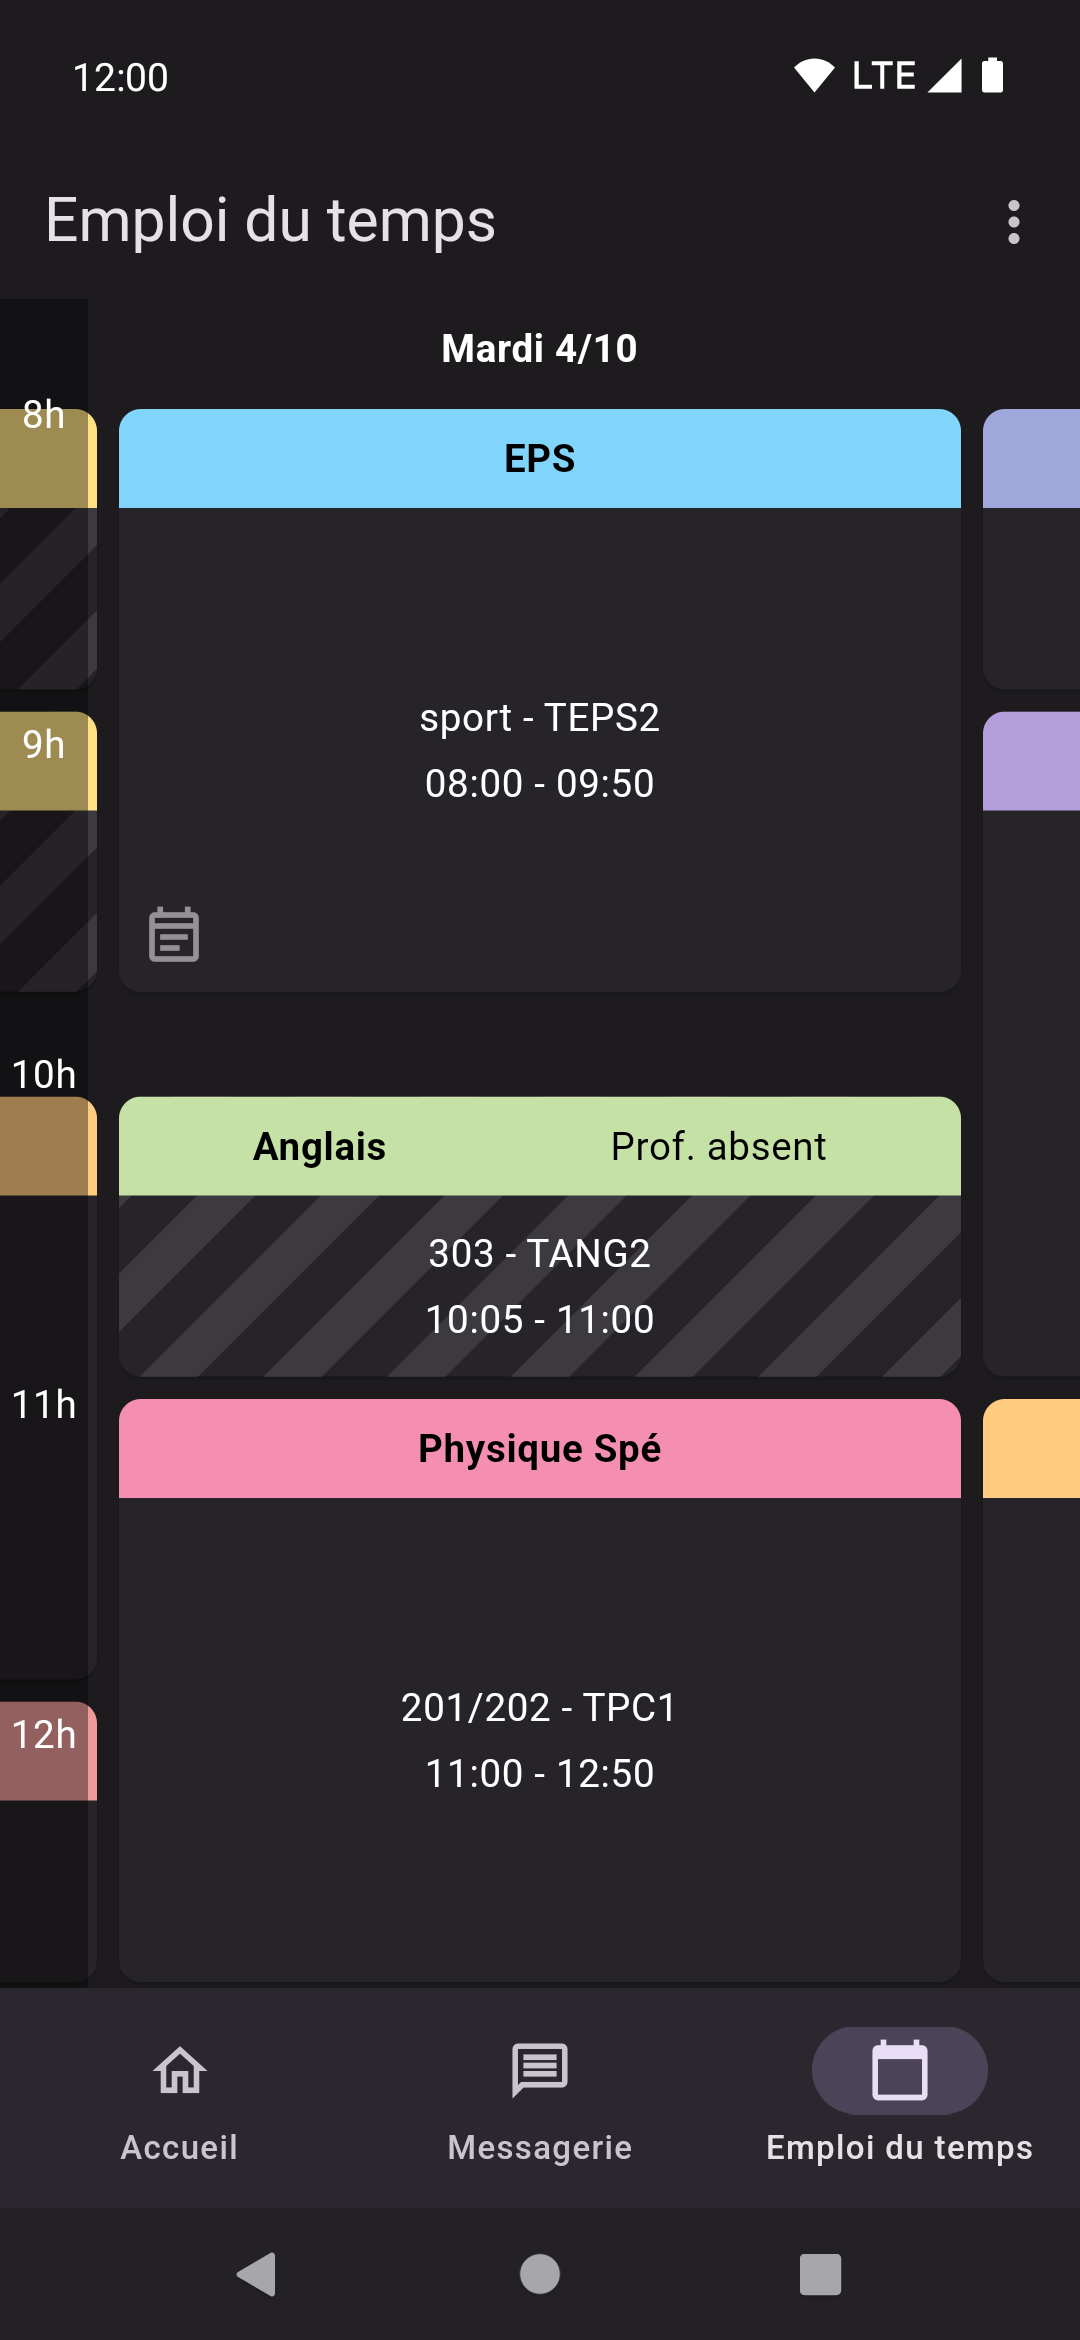 12:00
LTE
Emploi du temps
Mardi 4/10
8h
EPS
sport - TEPS2
9h
08:00 - 09:50
10h
Anglais
Prof. absent
303 - TANG2
10:05 - 11:00
11h
Physique Spé
201/202 - TPC1
12h
11:00 - 12:50
Accueil
Messagerie
Emploi du temps